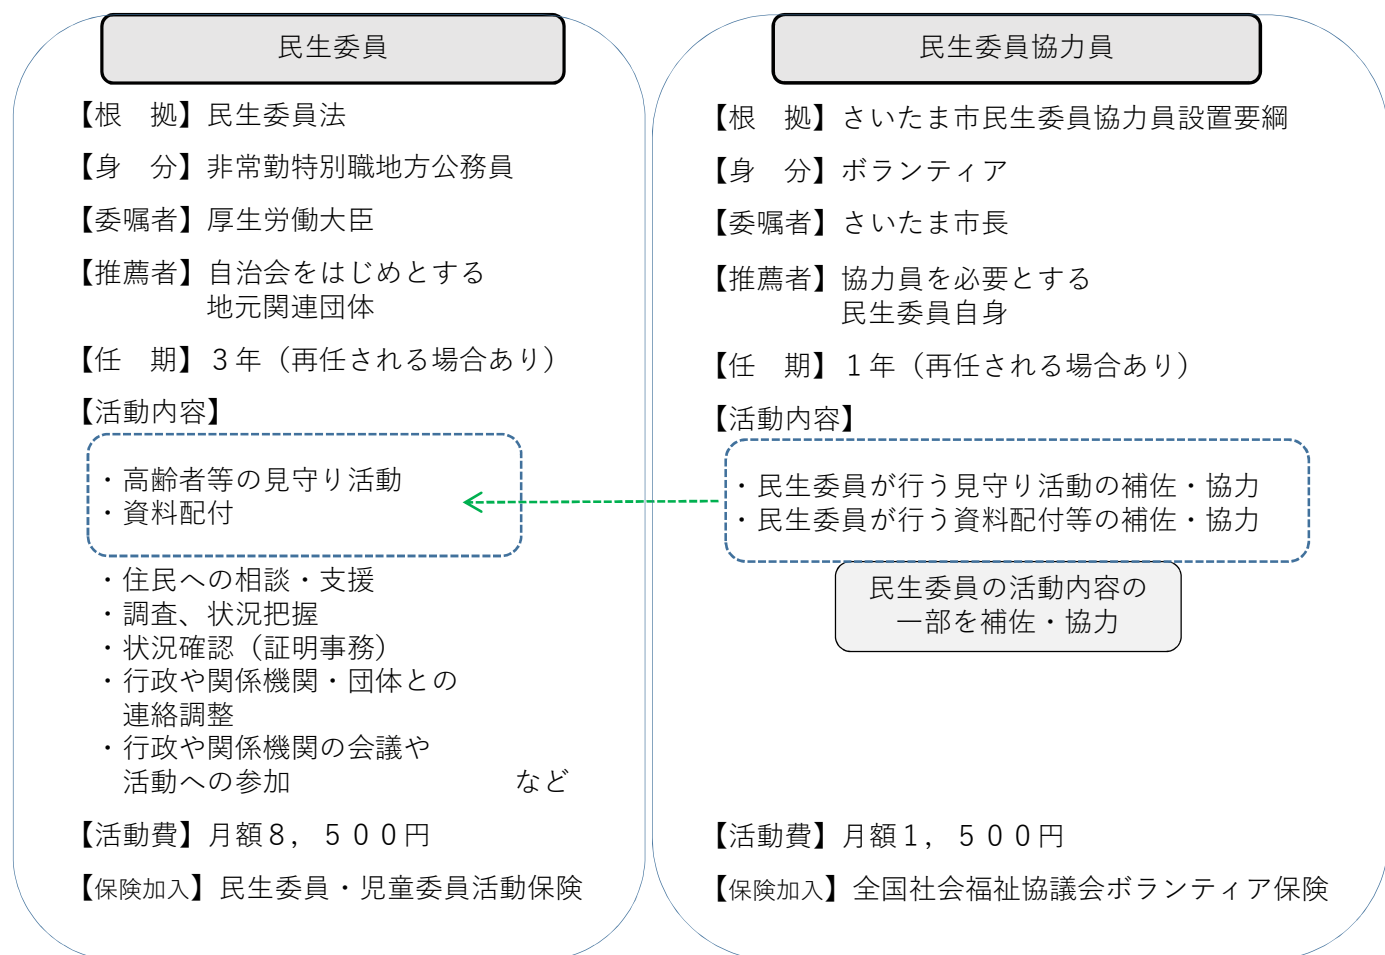 民生委員
【根　拠】民生委員法
【身　分】非常勤特別職地方公務員
【委嘱者】厚生労働大臣
【推薦者】自治会をはじめとする
地元関連団体
【任　期】３年（再任される場合あり）
【活動内容】
・高齢者等の見守り活動
・資料配付
・住民への相談・支援
・調査、状況把握
・状況確認（証明事務）
・行政や関係機関・団体との
連絡調整
・行政や関係機関の会議や
活動への参加　　　　　　　　など
【活動費】月額８，５００円
【保険加入】民生委員・児童委員活動保険
民生委員協力員
【根　拠】さいたま市民生委員協力員設置要綱
【身　分】ボランティア
【委嘱者】さいたま市長
【推薦者】協力員を必要とする
民生委員自身
【任　期】１年（再任される場合あり）
【活動内容】
・民生委員が行う見守り活動の補佐・協力
・民生委員が行う資料配付等の補佐・協力
民生委員の活動内容の
一部を補佐・協力
【活動費】月額１，５００円
【保険加入】全国社会福祉協議会ボランティア保険